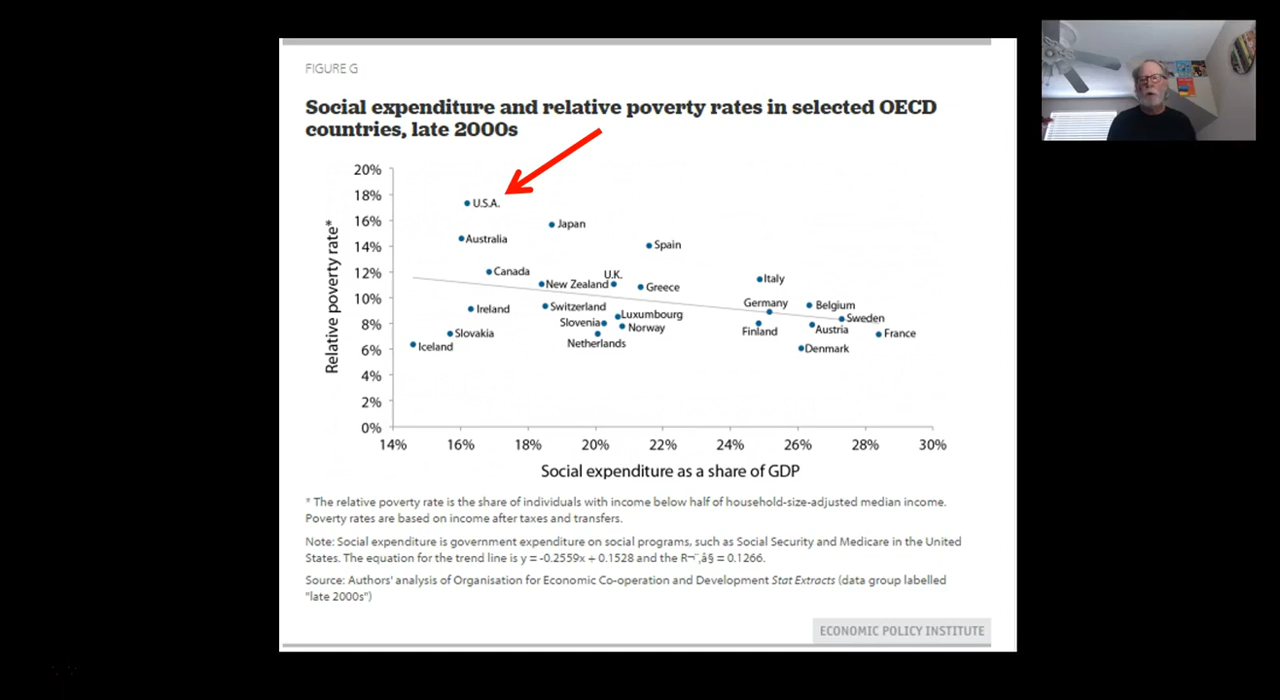 FIGURE G
Social expenditure and relative poverty rates in selected OECD
countries, late 2000s
Relative poverty rate*
20%
18%
16%
14%
12%
10%
8%
6%
4%
2%
0%
U.S.A.
Japan
Australia
Spain
Canada
U.K.
New Zealand
Greece
Italy
Ireland
Switzerland
Germany
Belgium
Luxembourg
Sweden
Slovenia
Norway
Finland
Austria
Slovakia
France
Netherlands
Iceland
Denmark
14%
16%
18%
20%
22%
24%
26%
28%
30%
Social expenditure as a share of GDP
* The relative poverty rate is the share of individuals with income below half of household-size-adjusted median income.
Poverty rates are based on income after taxes and transfers.
Note: Social expenditure is government expenditure on social programs, such as Social Security and Medicare in the United
States. The equation for the trend line is y = -0.2559x + 0.1528 and the R¬¨‚â§ = 0.1266.
Source: Authors' analysis of Organisation for Economic Co-operation and Development Stat Extracts (data group labelled
"late 2000s")
ECONOMIC POLICY INSTITUTE